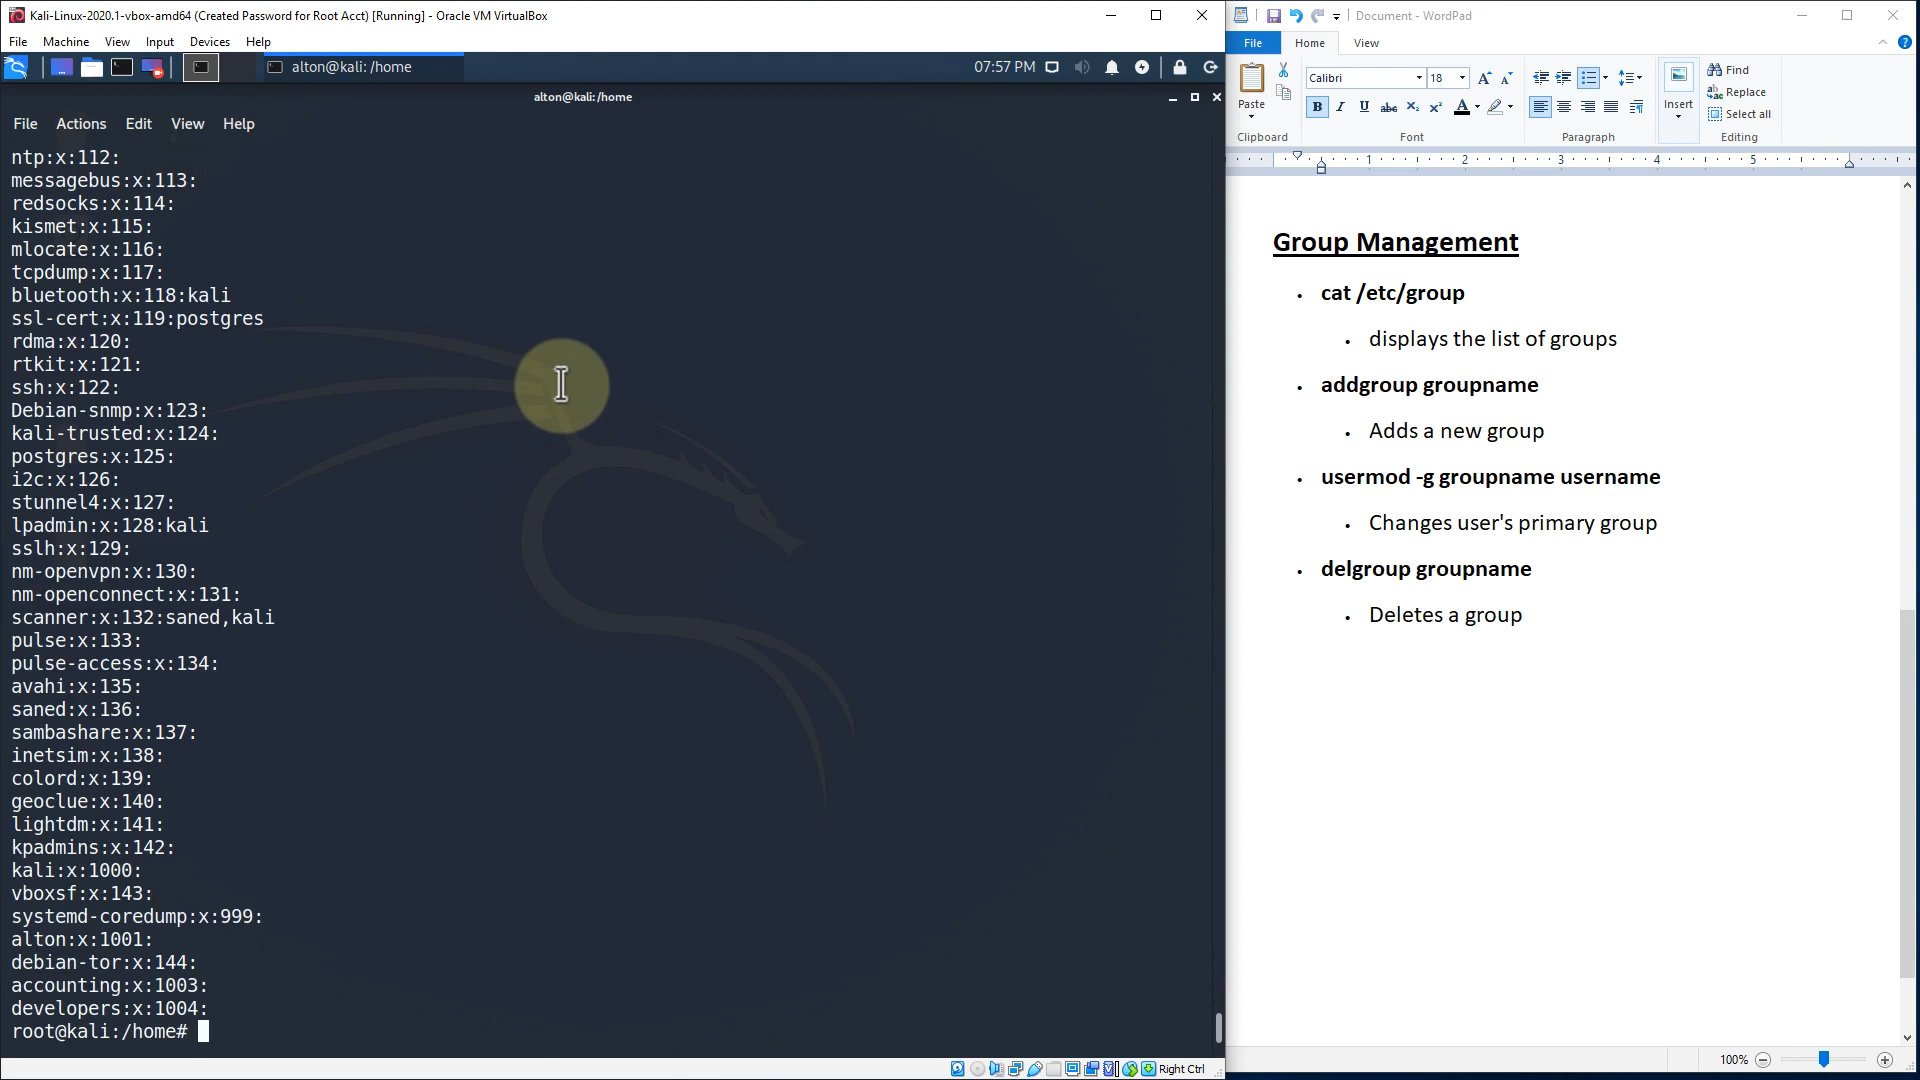 Kali-Linux-2020.1-vbox-amd64 (Created Password for Root Acct) [Running] - Oracle VM VirtualBox
File Machine View Input Devices Help
alton@kali: /home
07:57 PM
alton@kali:/home
File Actions Edit View Help
ntp:x:112:
messagebus:x:113:
redsocks:x:114:
kismet:x:115:
mlocate:x:116:
tcpdump:x:117:
bluetooth:x:118:kali
ssl-cert:x:119:postgres
rdma:x:120:
rtkit:x:121:
ssh:x:122:
Debian-snmp:x:123:
kali-trusted:x:124:
postgres:x:125:
i2c:x:126:
stunnel4:x:127:
lpadmin:x:128:kali
sslh:x:129:
nm-openvpn:x:130:
nm-openconnect:x:131:
scanner:x:132:saned,kali
pulse:x:133:
pulse-access:x:134:
avahi:x:135:
saned:x:136:
sambashare:x:137:
inetsim:x:138:
colord:x:139:
geoclue:x:140:
lightdm:x:141:
kpadmins:x:142:
kali:x:1000:
vboxsf:x:143:
systemd-coredump:x:999:
alton:x:1001:
debian-tor:x:144:
accounting:x:1003:
developers:x:1004:
root@kali:/home#
Right Ctrl
Document - WordPad
File Home View
Paste
Clipboard
Calibri 18
B I U abc X₂ X² A
Font
Paragraph
Insert
Find
Replace
Select all
Editing
1 2 3 4 5
Group Management
• cat /etc/group
• displays the list of groups
• addgroup groupname
• Adds a new group
• usermod -g groupname username
• Changes user's primary group
• delgroup groupname
• Deletes a group
100%